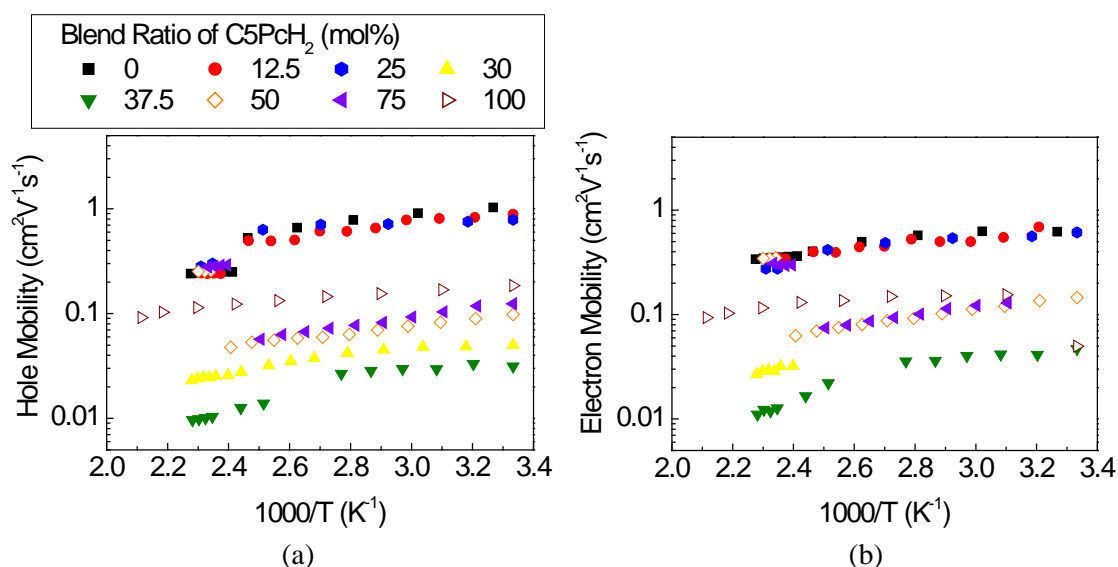 Blend Ratio of C5PcH₂ (mol%)
0 12.5 25 30
37.5 50 75 100
Hole Mobility (cm²V⁻¹s⁻¹)
1
0.1
0.01
2.0 2.2 2.4 2.6 2.8 3.0 3.2 3.4
1000/T (K⁻¹)
(a)
Electron Mobility (cm²V⁻¹s⁻¹)
1
0.1
0.01
2.0 2.2 2.4 2.6 2.8 3.0 3.2 3.4
1000/T (K⁻¹)
(b)